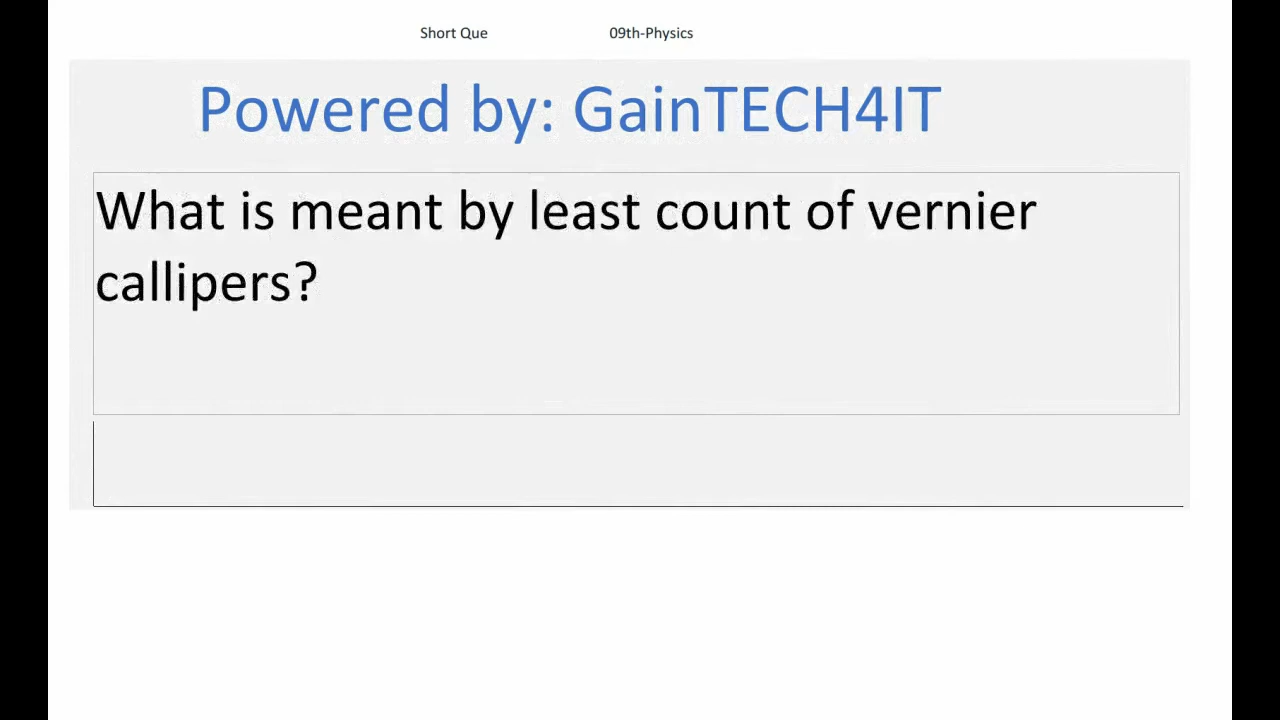 Short Que 09th-Physics
Powered by: GainTECH4IT
What is meant by least count of vernier
callipers?